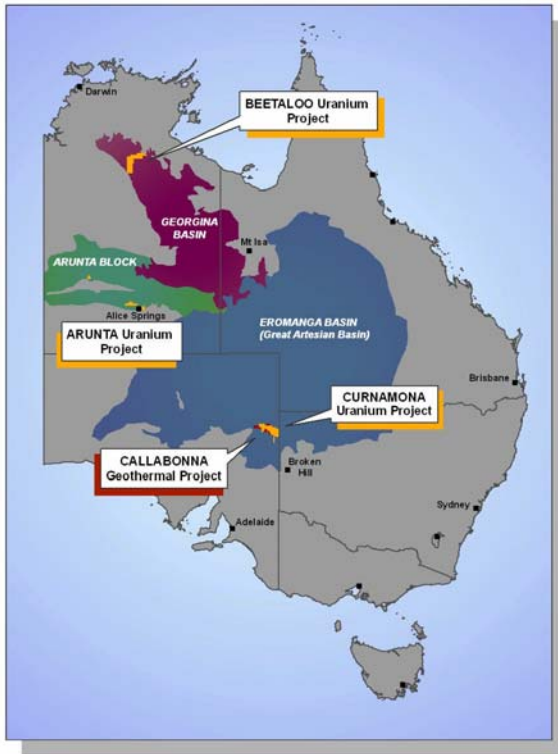 Darwin
BEETALOO Uranium
Project
GEORGINA
BASIN
Mt Isa
ARUNTA BLOCK
Alice Springs
ARUNTA Uranium
Project
EROMANGA BASIN
(Great Artesian Basin)
Brisbane
CURNAMONA
Uranium Project
CALLABONNA
Geothermal Project
Broken
Hill
Sydney
Adelaide